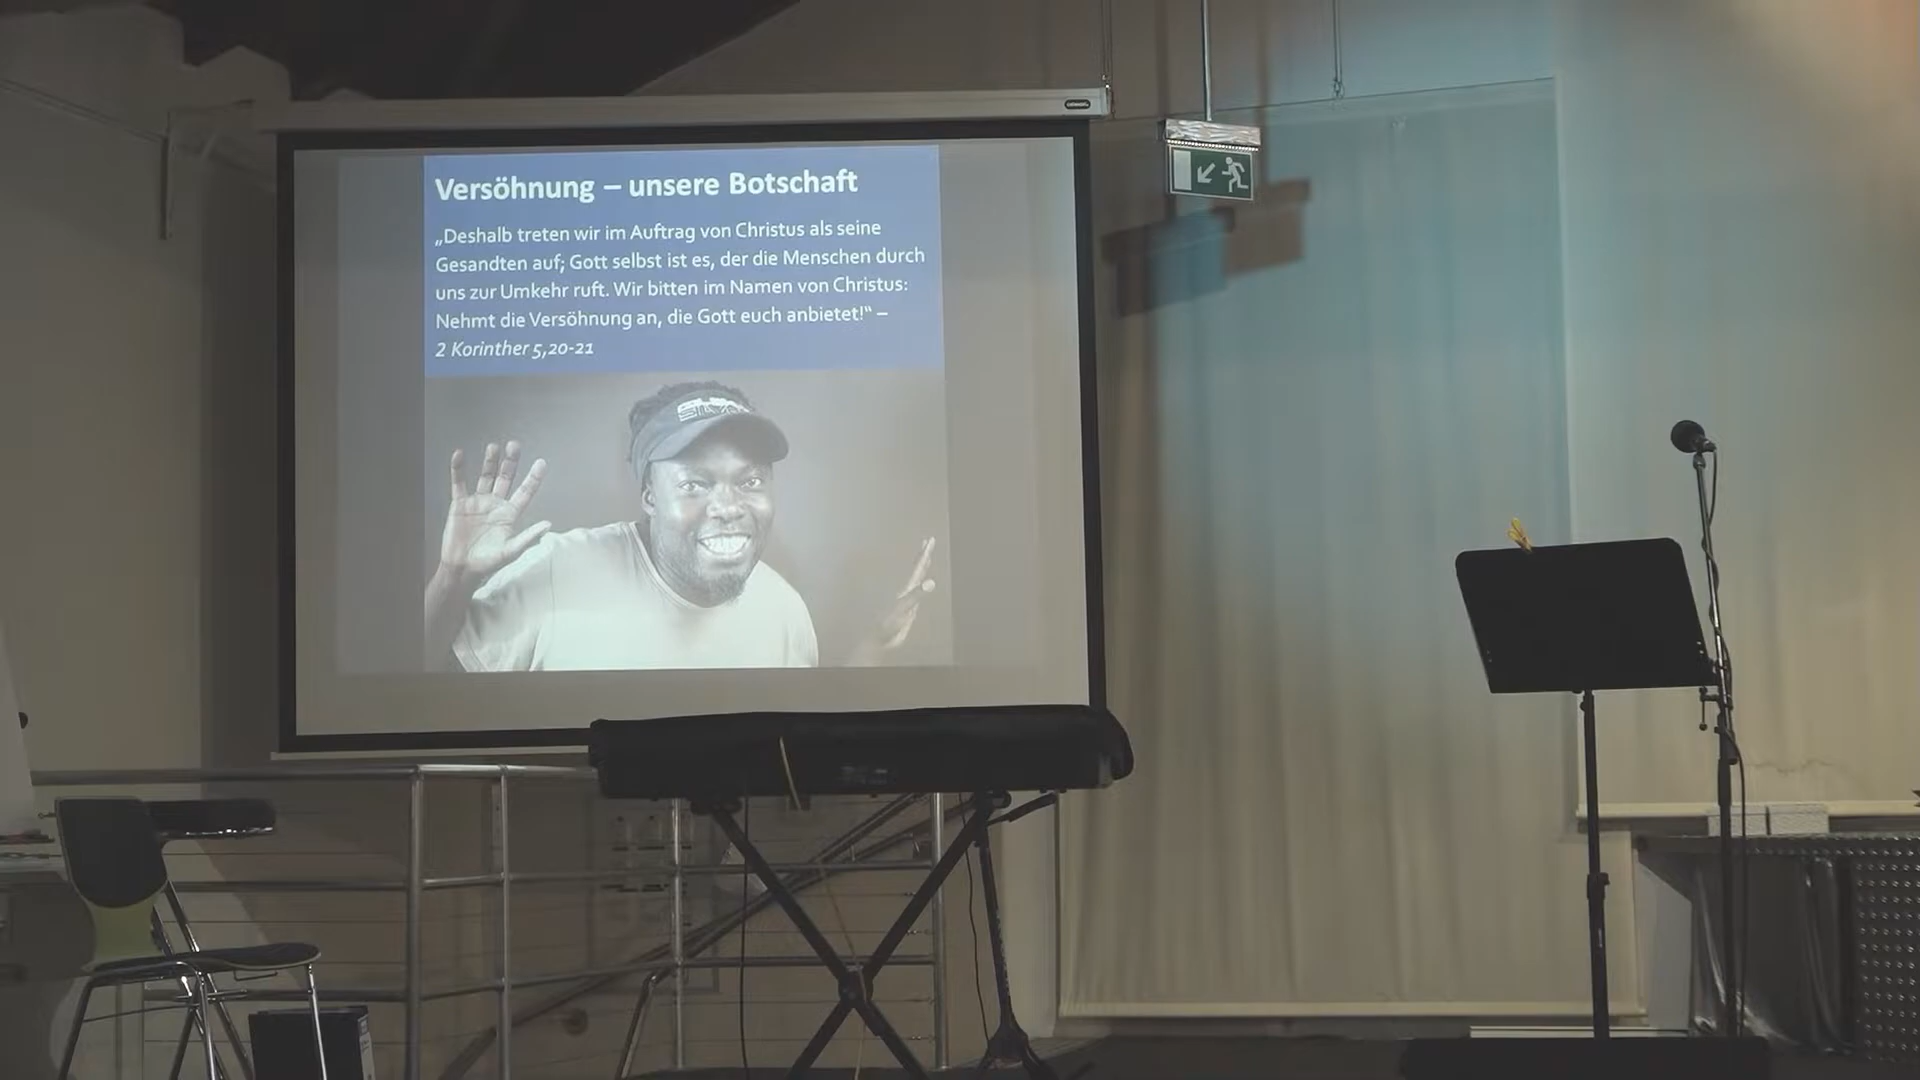 Versöhnung – unsere Botschaft
„Deshalb treten wir im Auftrag von Christus als seine
Gesandten auf; Gott selbst ist es, der die Menschen durch
uns zur Umkehr ruft. Wir bitten im Namen von Christus:
Nehmt die Versöhnung an, die Gott euch anbietet!“ –
2 Korinther 5,20-21